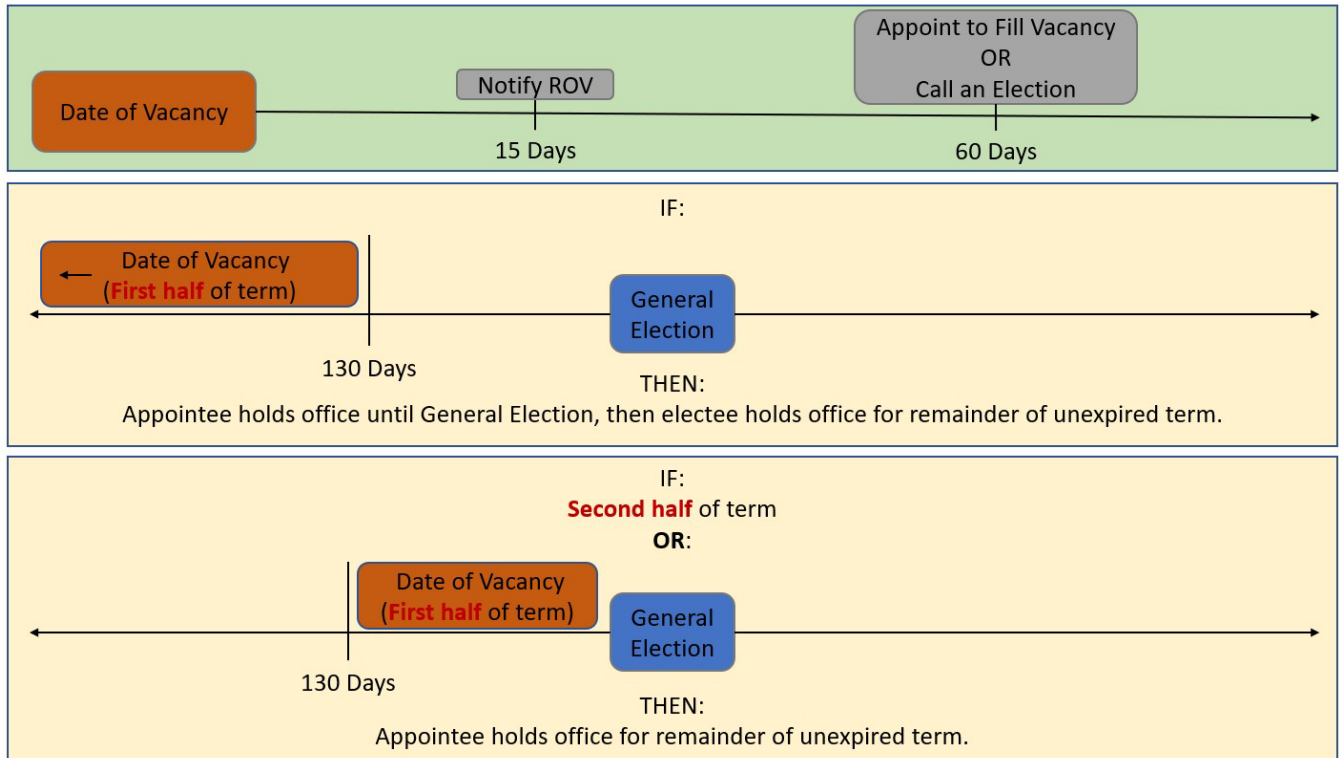 Appoint to Fill Vacancy
OR
Call an Election
Notify ROV
Date of Vacancy
15 Days
60 Days
IF:
Date of Vacancy
(First half of term)
General
Election
130 Days
THEN:
Appointee holds office until General Election, then electee holds office for remainder of unexpired term.
IF:
Second half of term
OR:
Date of Vacancy
(First half of term)
General
Election
130 Days
THEN:
Appointee holds office for remainder of unexpired term.